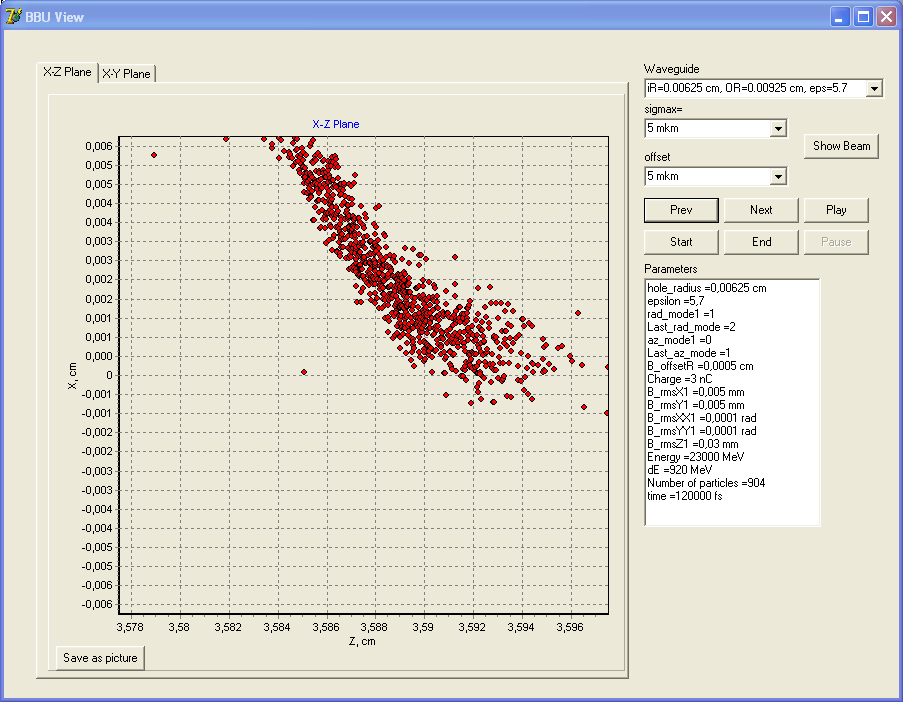 BBU View
X-Z Plane
X-Y Plane
X-Z Plane
0,006
0,005
0,005
0,004
0,004
0,003
0,003
0,002
0,002
0,001
0,001
0,000
0
-0,001
-0,001
-0,002
-0,002
-0,003
-0,003
-0,004
-0,004
-0,005
-0,005
-0,006
-0,006
X, cm
3,578 3,58 3,582 3,584 3,586 3,588 3,59 3,592 3,594 3,596
Z, cm
Save as picture
Waveguide
iR=0.00625 cm, OR=0.00925 cm, eps=5.7
sigmax=
5 mkm
Show Beam
offset
5 mkm
Prev Next Play
Start End Pause
Parameters
hole_radius =0,00625 cm
epsilon =5,7
rad_mode1 =1
Last_rad_mode =2
az_mode1 =0
Last_az_mode =1
B_offsetR =0,0005 cm
Charge =3 nC
B_rmsX1 =0,005 mm
B_rmsY1 =0,005 mm
B_rmsXX1 =0,0001 rad
B_rmsYY1 =0,0001 rad
B_rmsZ1 =0,03 mm
Energy =23000 MeV
dE =920 MeV
Number of particles =904
time =120000 fs